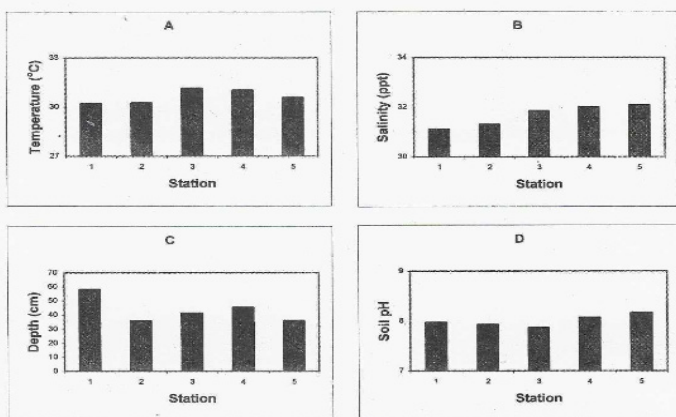 A
Temperature (°C)
33
30
27
1 2 3 4 5
Station
B
Salinity (ppt)
34
32
30
1 2 3 4 5
Station
C
Depth (cm)
70
60
50
40
30
20
10
0
1 2 3 4 5
Station
D
Soil pH
9
8
7
1 2 3 4 5
Station